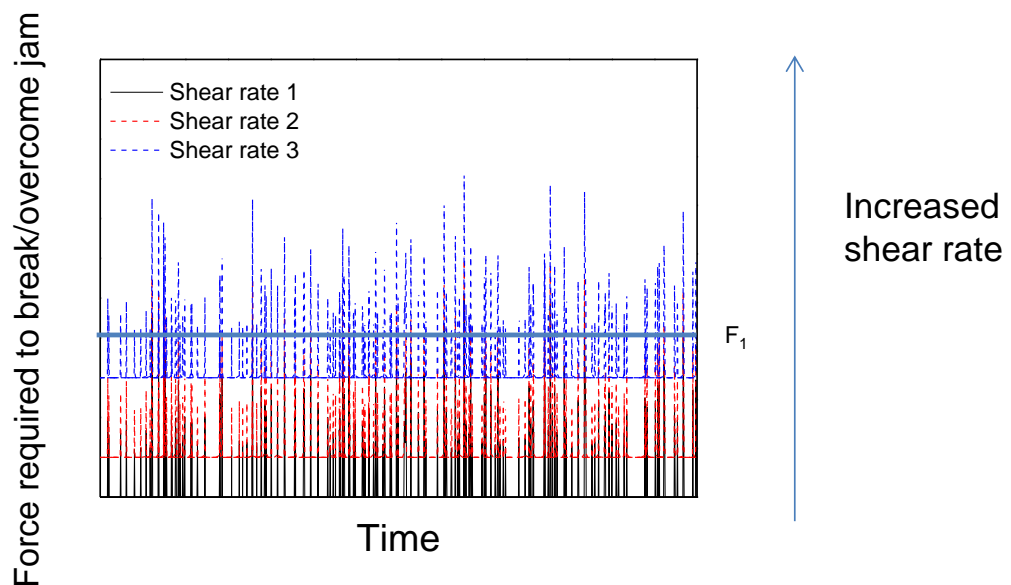 Force required to break/overcome jam
Shear rate 1
Shear rate 2
Shear rate 3
F1
Increased
shear rate
Time